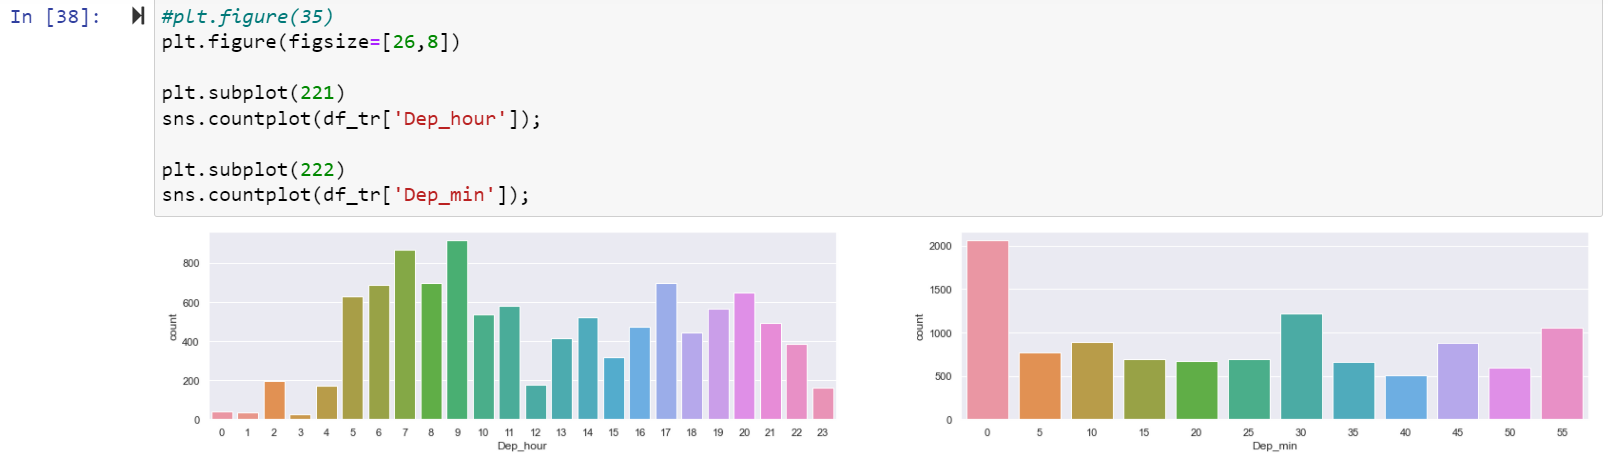 In [38]:
#plt.figure(35)
plt.figure(figsize=[26,8])
plt.subplot(221)
sns.countplot(df_tr['Dep_hour']);
plt.subplot(222)
sns.countplot(df_tr['Dep_min']);
800
600
400
200
0
count
0 1 2 3 4 5 6 7 8 9 10 11 12 13 14 15 16 17 18 19 20 21 22 23
Dep_hour
2000
1500
1000
500
0
count
0 5 10 15 20 25 30 35 40 45 50 55
Dep_min